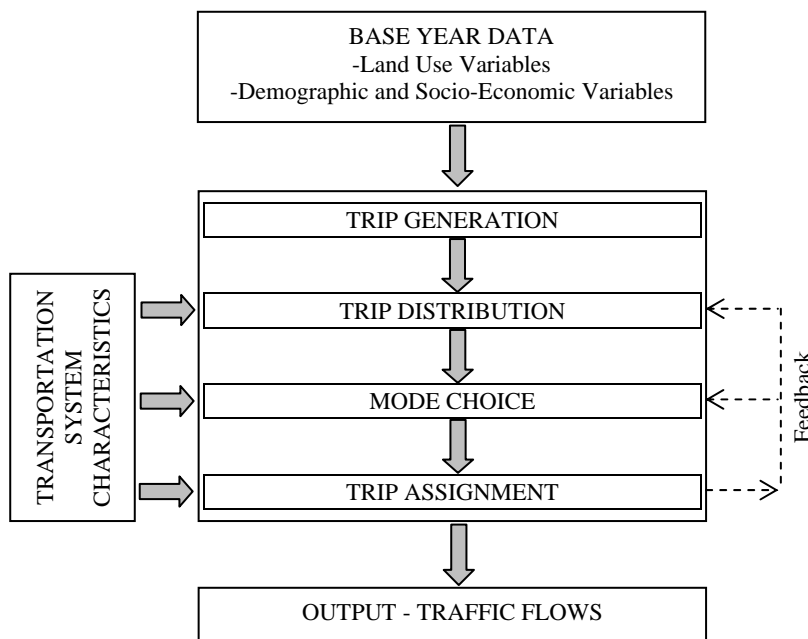 BASE YEAR DATA
-Land Use Variables
-Demographic and Socio-Economic Variables
TRIP GENERATION
TRANSPORTATION
SYSTEM
CHARACTERISTICS
TRIP DISTRIBUTION
MODE CHOICE
TRIP ASSIGNMENT
Feedback
OUTPUT - TRAFFIC FLOWS